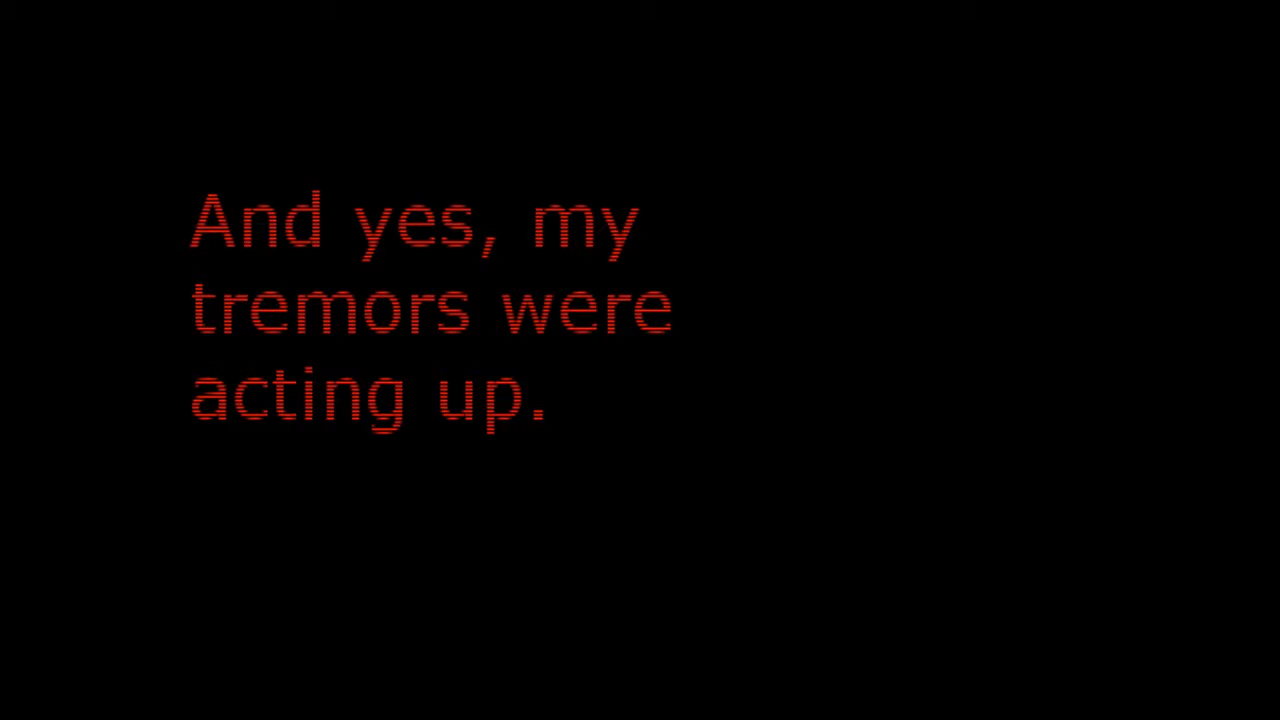 And yes, my
tremors were
acting up.